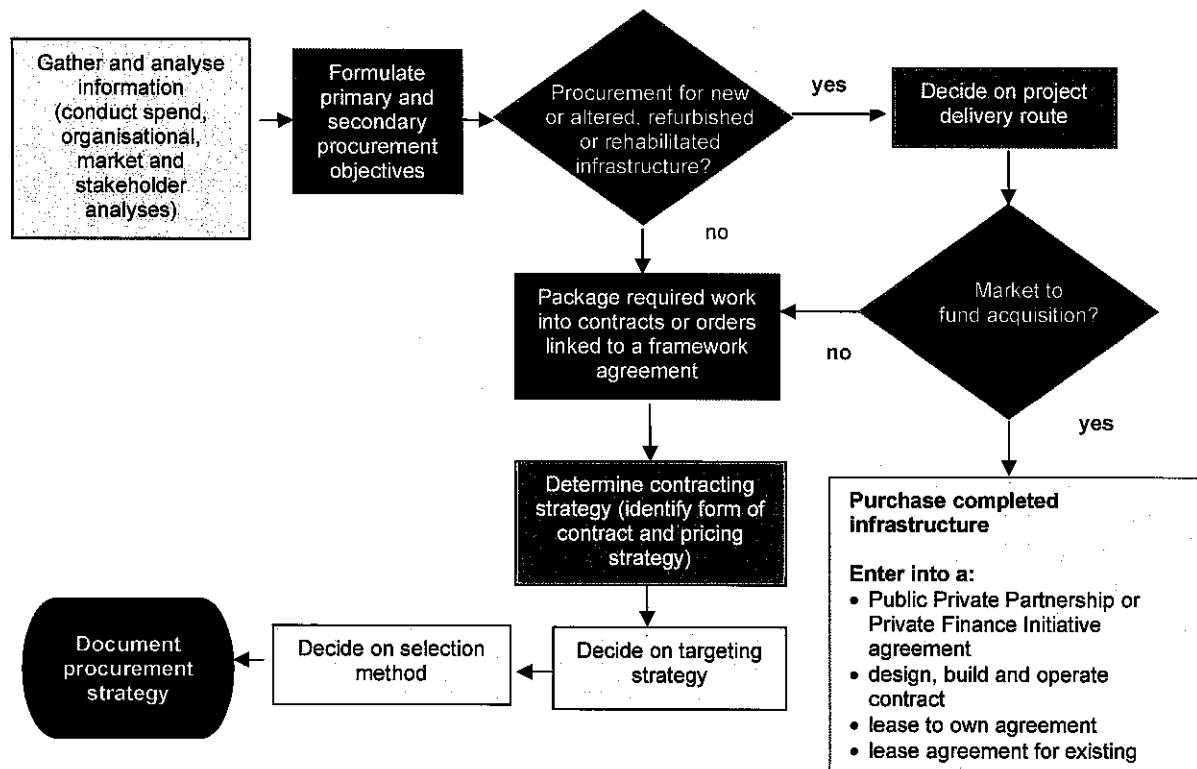 Gather and analyse
information
(conduct spend,
organisational,
market and
stakeholder
analyses)
Formulate
primary and
secondary
procurement
objectives
Procurement for new
or altered, refurbished
or rehabilitated
infrastructure?
yes
Decide on project
delivery route
no
Market to
fund acquisition?
no
yes
Package required work
into contracts or orders
linked to a framework
agreement
Determine contracting
strategy (identify form of
contract and pricing
strategy)
Decide on targeting
strategy
Decide on selection
method
Document
procurement
strategy
Purchase completed
infrastructure
Enter into a:
• Public Private Partnership or
Private Finance Initiative
agreement
• design, build and operate
contract
• lease to own agreement
• lease agreement for existing